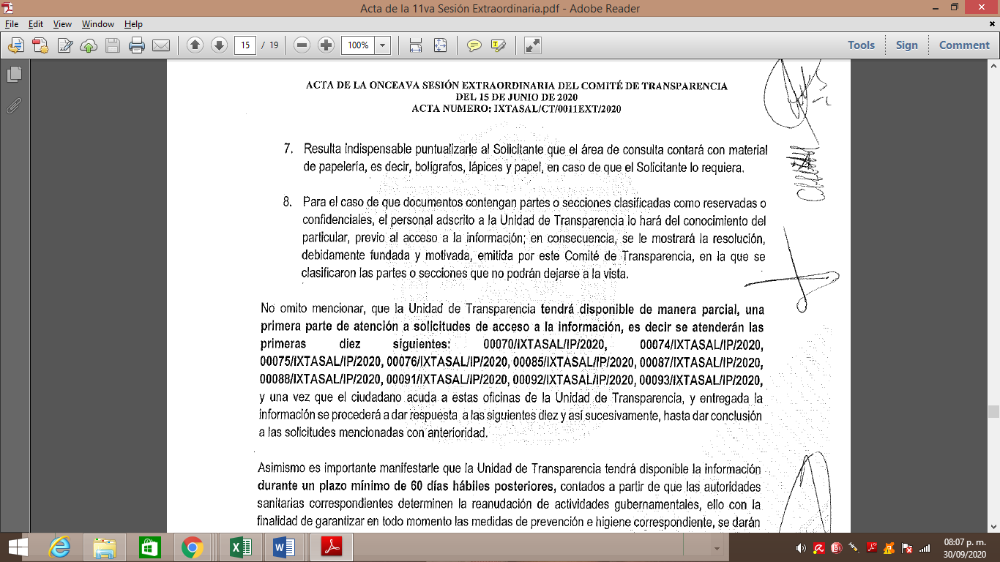 Acta de la 11va Sesión Extraordinaria.pdf - Adobe Reader
File Edit View Window Help
15 / 19 100% Tools Sign Comment
ACTA DE LA ONCEAVA SESIÓN EXTRAORDINARIA DEL COMITÉ DE TRANSPARENCIA
DEL 15 DE JUNIO DE 2020
ACTA NUMERO: IXTASAL/CT/0011EXT/2020
7. Resulta indispensable puntualizarle al Solicitante que el área de consulta contará con material
de papelería, es decir, bolígrafos, lápices y papel, en caso de que el Solicitante lo requiera.
8. Para el caso de que documentos contengan partes o secciones clasificadas como reservadas o
confidenciales, el personal adscrito a la Unidad de Transparencia lo hará del conocimiento del
particular, previo al acceso a la información; en consecuencia, se le mostrará la resolución,
debidamente fundada y motivada, emitida por este Comité de Transparencia, en la que se
clasificaron las partes o secciones que no podrán dejarse a la vista.
No omito mencionar, que la Unidad de Transparencia tendrá disponible de manera parcial, una
primera parte de atención a solicitudes de acceso a la información, es decir se atenderán las
primeras diez siguientes: 00070/IXTASAL/IP/2020, 00074/IXTASAL/IP/2020,
00075/IXTASAL/IP/2020, 00076/IXTASAL/IP/2020, 00085/IXTASAL/IP/2020, 00087/IXTASAL/IP/2020,
00088/IXTASAL/IP/2020, 00091/IXTASAL/IP/2020, 00092/IXTASAL/IP/2020, 00093/IXTASAL/IP/2020,
y una vez que el ciudadano acuda a estas oficinas de la Unidad de Transparencia, y entregada la
información se procederá a dar respuesta a las siguientes diez y así sucesivamente, hasta dar conclusión
a las solicitudes mencionadas con anterioridad.
Asimismo es importante manifestarle que la Unidad de Transparencia tendrá disponible la información
durante un plazo mínimo de 60 días hábiles posteriores, contados a partir de que las autoridades
sanitarias correspondientes determinen la reanudación de actividades gubernamentales, ello con la
finalidad de garantizar en todo momento las medidas de prevención e higiene correspondiente, se darán
08:07 p. m.
30/09/2020